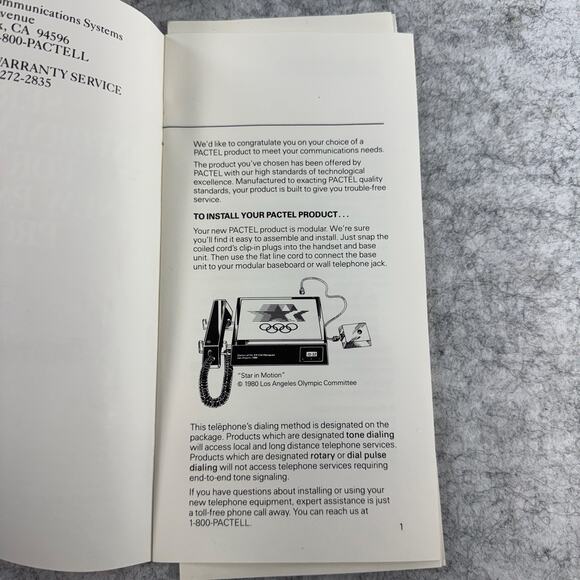 ommunications Systems
venue
k, CA 94596
-800-PACTELL
WARRANTY SERVICE
272-2835
We'd like to congratulate you on your choice of a
PACTEL product to meet your communications needs.
The product you've chosen has been offered by
PACTEL with our high standards of technological
excellence. Manufactured to exacting PACTEL quality
standards, your product is built to give you trouble-free
service.
TO INSTALL YOUR PACTEL PRODUCT...
Your new PACTEL product is modular. We're sure
you'll find it easy to assemble and install. Just snap the
coiled cord's clip-in plugs into the handset and base
unit. Then use the flat line cord to connect the base
unit to your modular baseboard or wall telephone jack.
"Star in Motion"
© 1980 Los Angeles Olympic Committee
This telephone's dialing method is designated on the
package. Products which are designated tone dialing
will access local and long distance telephone services.
Products which are designated rotary or dial pulse
dialing will not access telephone services requiring
end-to-end tone signaling.
If you have questions about installing or using your
new telephone equipment, expert assistance is just
a toll-free phone call away. You can reach us at
1-800-PACTELL.
1